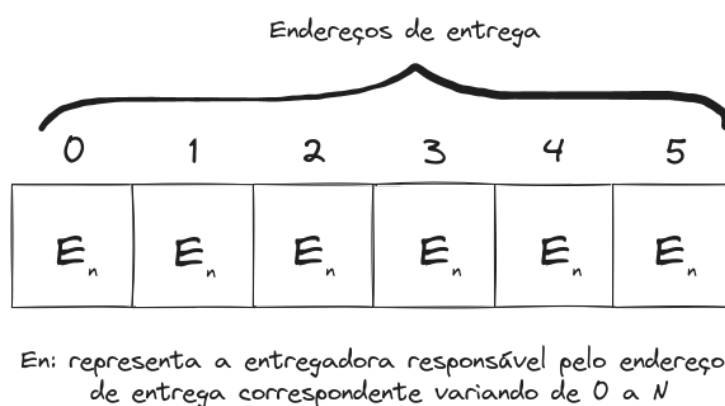 Endereços de entrega
0 1 2 3 4 5
En En En En En En
En: representa a entregadora responsável pelo endereço
de entrega correspondente variando de 0 a N